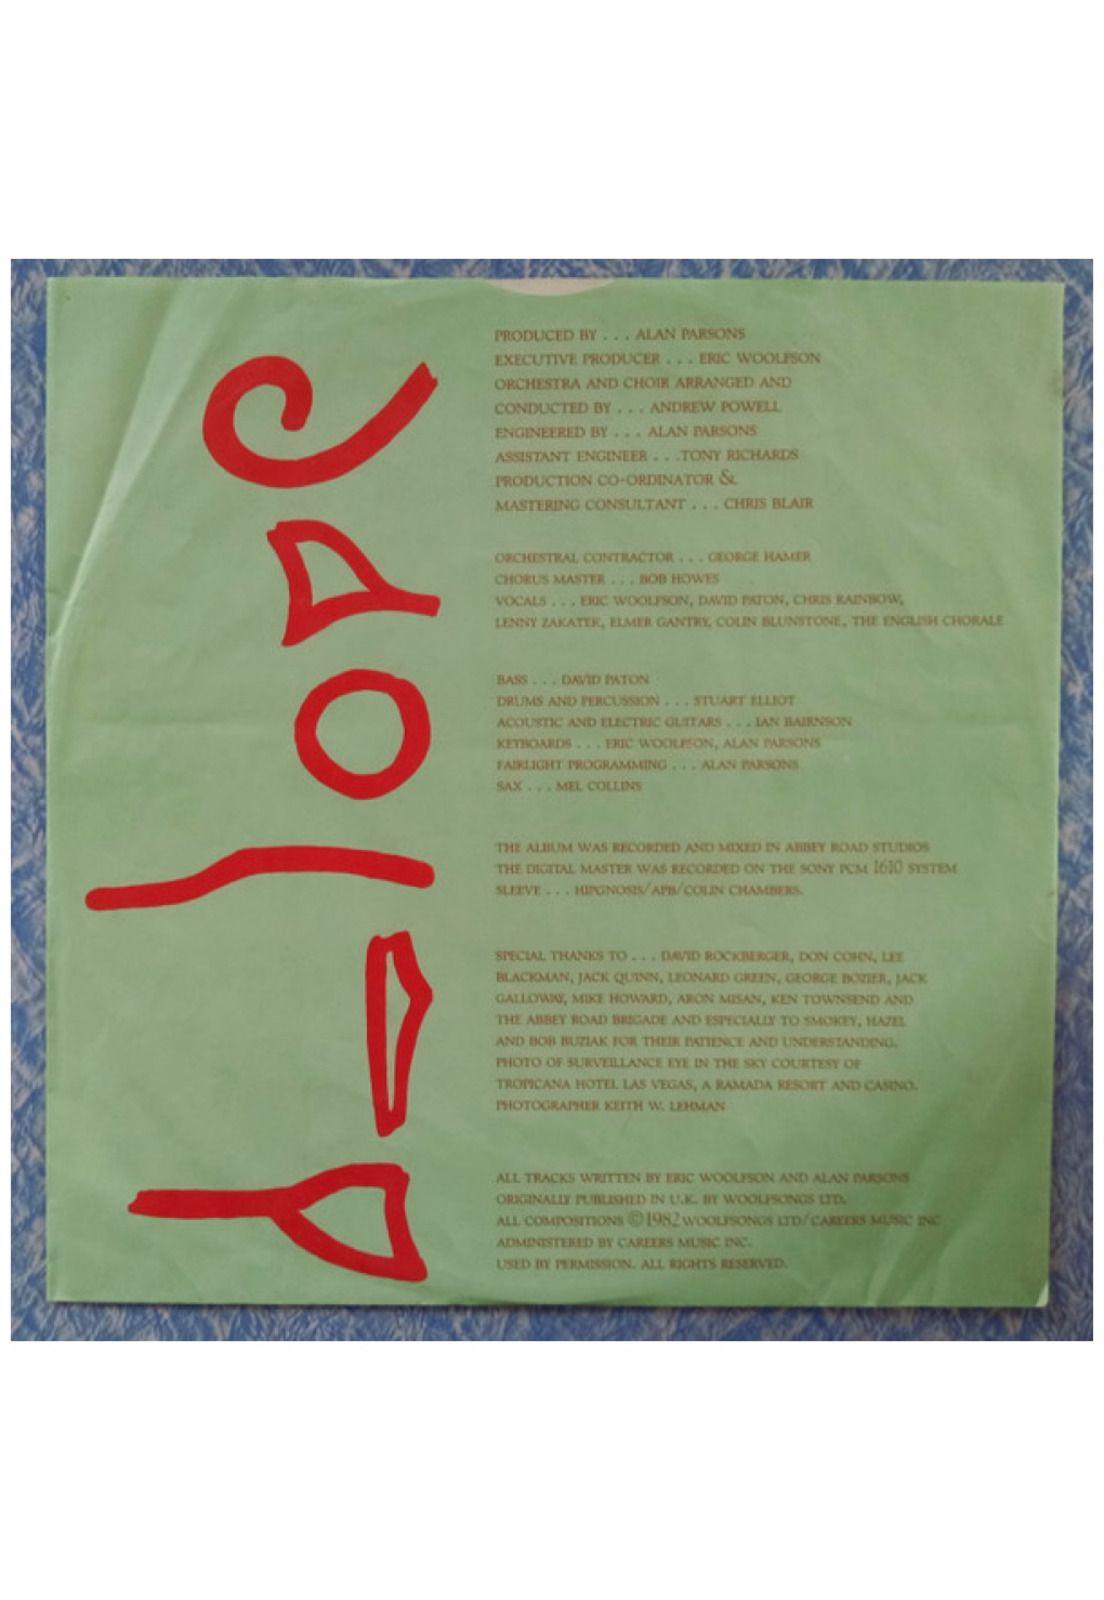 PRODUCED BY . . . ALAN PARSONS
EXECUTIVE PRODUCER . . . ERIC WOOLFSON
ORCHESTRA AND CHOIR ARRANGED AND
CONDUCTED BY . . . ANDREW POWELL
ENGINEERED BY . . . ALAN PARSONS
ASSISTANT ENGINEER . . .TONY RICHARDS
PRODUCTION CO-ORDINATOR &
MASTERING CONSULTANT . . . CHRIS BLAIR
ORCHESTRAL CONTRACTOR . . . GEORGE HAMER
CHORUS MASTER . . . BOB HOWES
VOCALS . . . ERIC WOOLFSON, DAVID PATON, CHRIS RAINBOW,
LENNY ZAKATEK, ELMER GANTRY, COLIN BLUNSTONE, THE ENGLISH CHORALE
BASS . . . DAVID PATON
DRUMS AND PERCUSSION . . . STUART ELLIOT
ACOUSTIC AND ELECTRIC GUITARS . . . IAN BAIRNSON
KEYBOARDS . . . ERIC WOOLFSON, ALAN PARSONS
FAIRLIGHT PROGRAMMING . . . ALAN PARSONS
SAX . . . MEL COLLINS
THE ALBUM WAS RECORDED AND MIXED IN ABBEY ROAD STUDIOS
THE DIGITAL MASTER WAS RECORDED ON THE SONY PCM 1610 SYSTEM
SLEEVE . . . HIPGNOSIS/APB/COLIN CHAMBERS.
SPECIAL THANKS TO . . . DAVID ROCKBERGER, DON COHN, LEE
BLACKMAN, JACK QUINN, LEONARD GREEN, GEORGE BOZIER, JACK
GALLOWAY, MIKE HOWARD, ARON MISAN, KEN TOWNSEND AND
THE ABBEY ROAD BRIGADE AND ESPECIALLY TO SMOKEY, HAZEL
AND BOB BUZIAK FOR THEIR PATIENCE AND UNDERSTANDING.
PHOTO OF SURVEILLANCE EYE IN THE SKY COURTESY OF
TROPICANA HOTEL LAS VEGAS, A RAMADA RESORT AND CASINO.
PHOTOGRAPHER KEITH W. LEHMAN
ALL TRACKS WRITTEN BY ERIC WOOLFSON AND ALAN PARSONS
ORIGINALLY PUBLISHED IN U.K. BY WOOLFSONGS LTD.
ALL COMPOSITIONS © 1982 WOOLFSONGS LTD/CAREERS MUSIC INC
ADMINISTERED BY CAREERS MUSIC INC.
USED BY PERMISSION. ALL RIGHTS RESERVED.